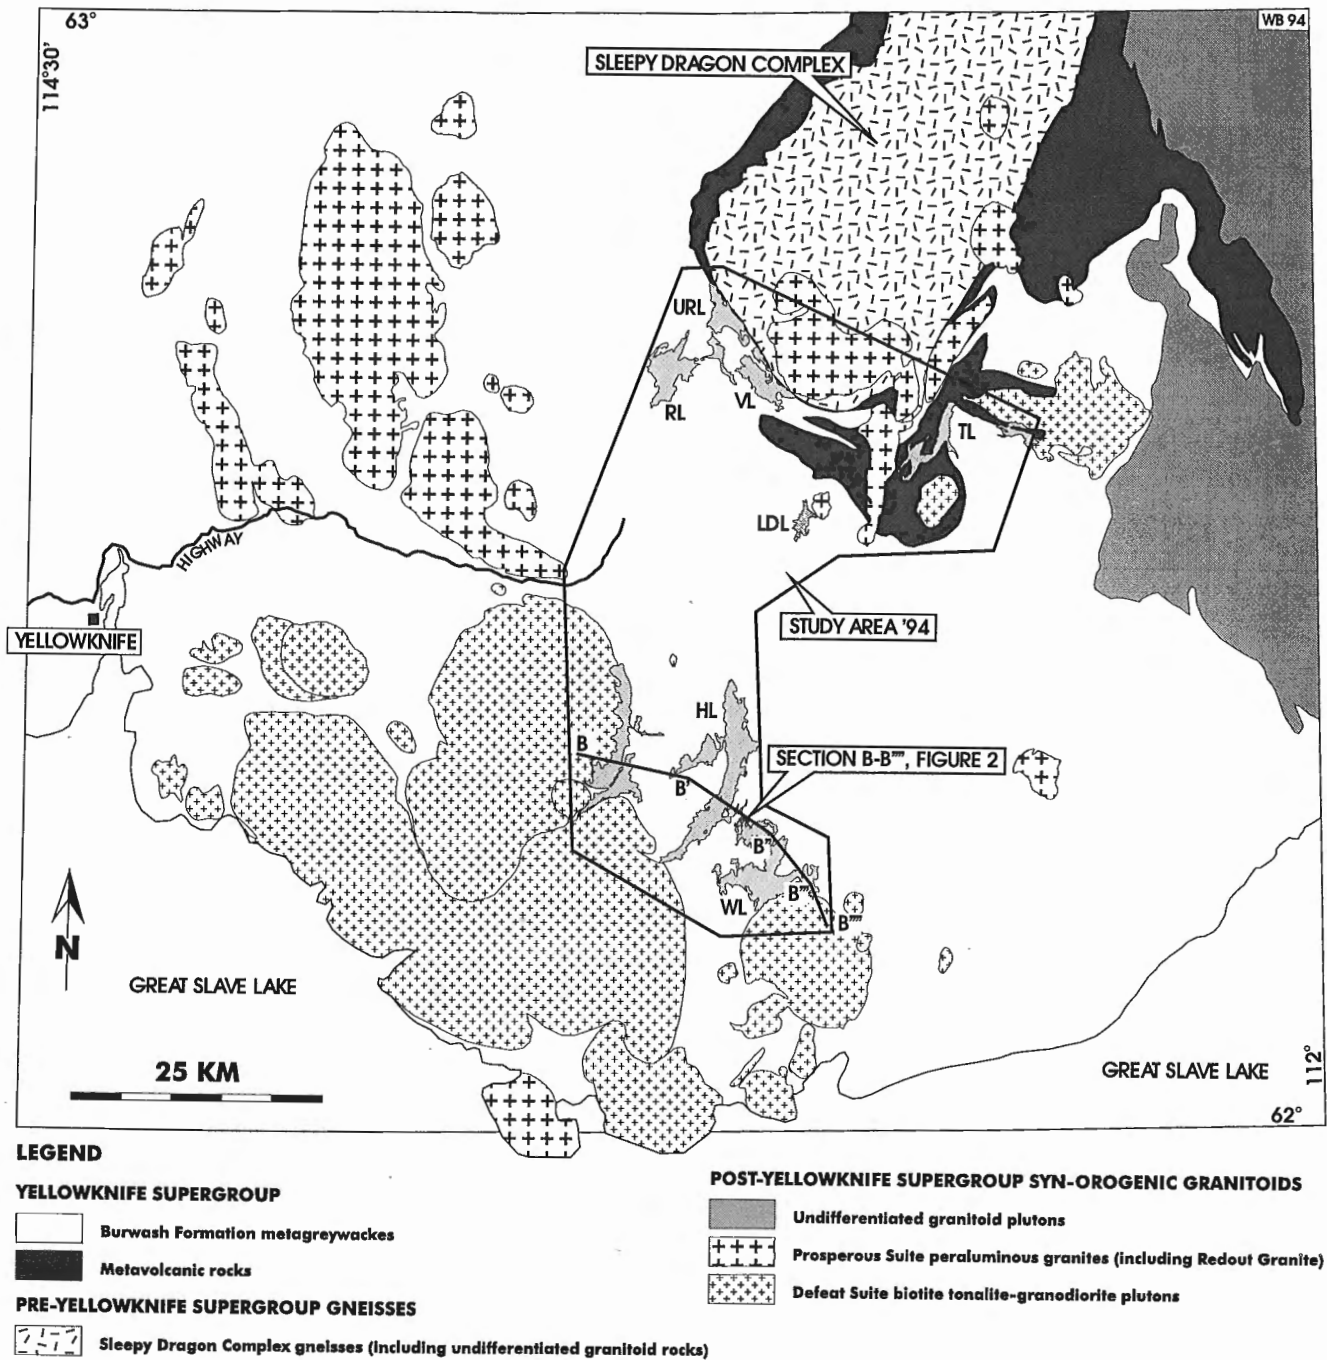 63°
WB 94
114°30'
SLEEPY DRAGON COMPLEX
URL
RL
VL
TL
LDL
HIGHWAY
YELLOWKNIFE
STUDY AREA '94
HL
B
SECTION B-B'''', FIGURE 2
B'
B''
B'''
WL
B''''
N
GREAT SLAVE LAKE
25 KM
GREAT SLAVE LAKE
112°
62°
LEGEND
YELLOWKNIFE SUPERGROUP
Burwash Formation metagreywackes
Metavolcanic rocks
PRE-YELLOWKNIFE SUPERGROUP GNEISSES
Sleepy Dragon Complex gneisses (including undifferentiated granitoid rocks)
POST-YELLOWKNIFE SUPERGROUP SYN-OROGENIC GRANITOIDS
Undifferentiated granitoid plutons
Prosperous Suite peraluminous granites (including Redout Granite)
Defeat Suite biotite tonalite-granodiorite plutons